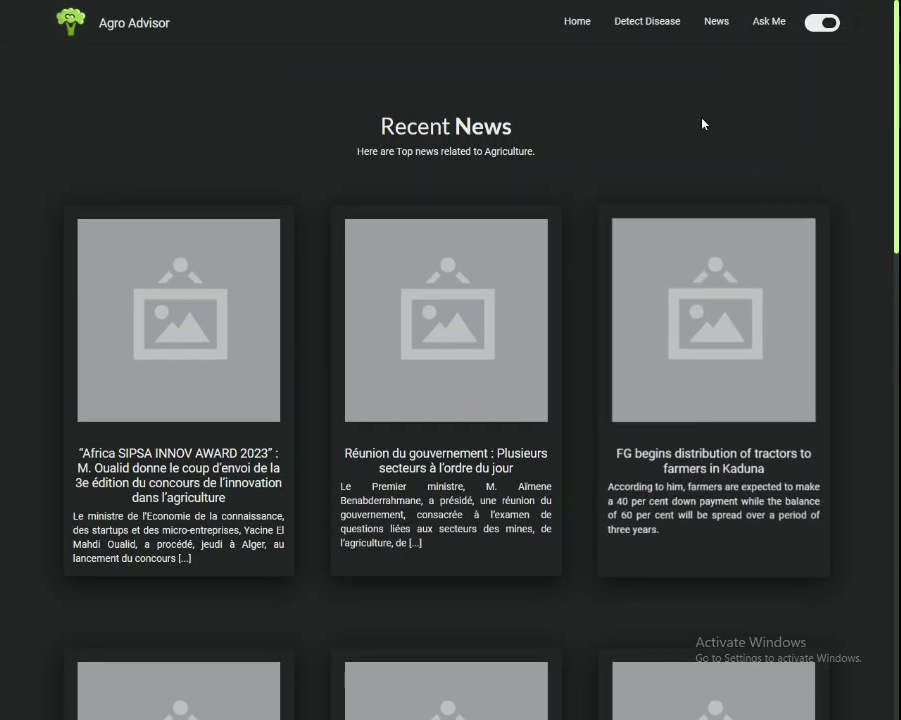 Agro Advisor
Home
Detect Disease
News
Ask Me
Recent News
Here are Top news related to Agriculture.
“Africa SIPSA INNOV AWARD 2023” :
M. Oualid donne le coup d’envoi de la
3e édition du concours de l’innovation
dans l’agriculture
Le ministre de l’Economie de la connaissance,
des startups et des micro-entreprises, Yacine El
Mahdi Oualid, a procédé, jeudi à Alger, au
lancement du concours [...]
Réunion du gouvernement : Plusieurs
secteurs à l’ordre du jour
Le Premier ministre, M. Aïmene
Benabderrahmane, a présidé, une réunion du
gouvernement, consacrée à l’examen de
questions liées aux secteurs des mines, de
l’agriculture, de [...]
FG begins distribution of tractors to
farmers in Kaduna
According to him, farmers are expected to make
a 40 per cent down payment while the balance
of 60 per cent will be spread over a period of
three years.
Activate Windows
Go to Settings to activate Windows.